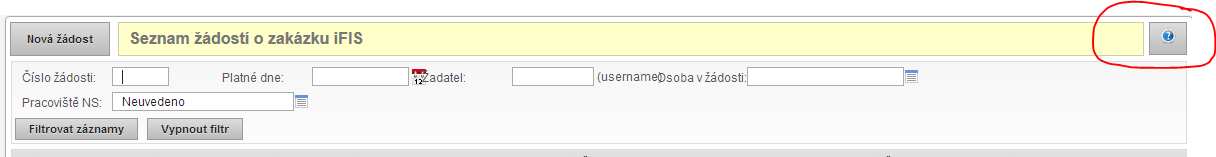 Nová žádost
Seznam žádostí o zakázku iFIS
?
Číslo žádosti: Platné dne: 12 Žadatel: (username) Osoba v žádosti:
Pracoviště NS: Neuvedeno
Filtrovat záznamy Vypnout filtr